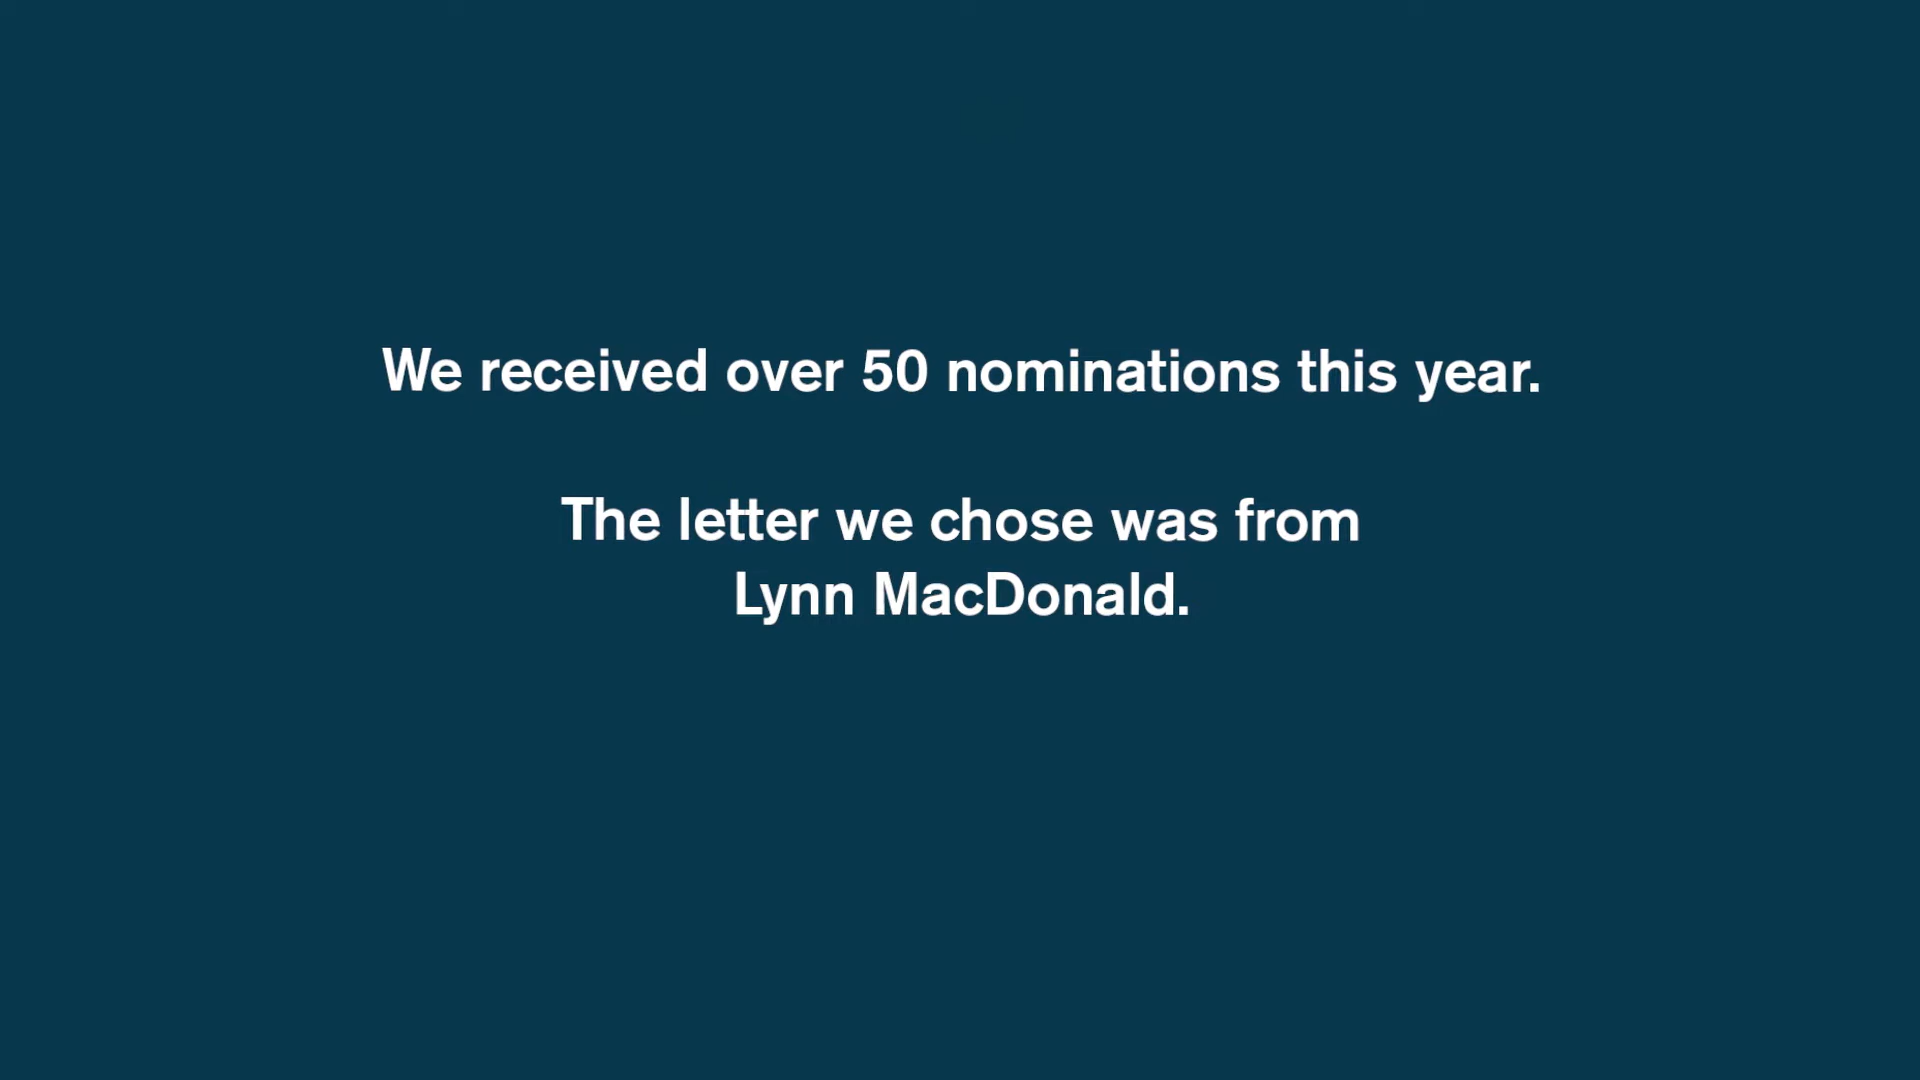 We received over 50 nominations this year.
The letter we chose was from
Lynn MacDonald.